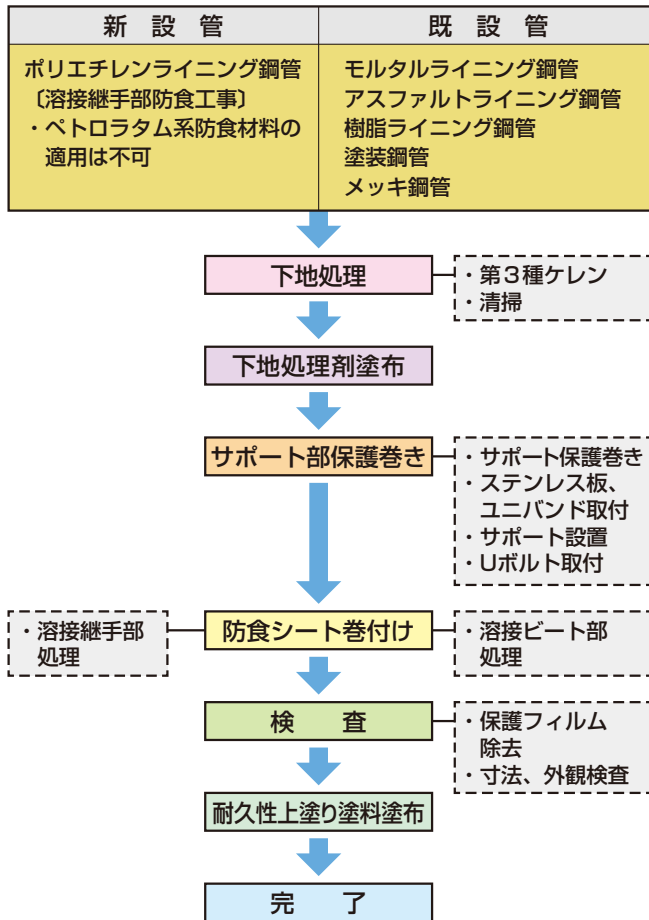 新設管
既設管
ポリエチレンライニング鋼管
〔溶接継手部防食工事〕
・ペトロラタム系防食材料の
適用は不可
モルタルライニング鋼管
アスファルトライニング鋼管
樹脂ライニング鋼管
塗装鋼管
メッキ鋼管
下地処理
・第3種ケレン
・清掃
下地処理剤塗布
サポート部保護巻き
・サポート保護巻き
・ステンレス板、
ユニバンド取付
・サポート設置
・Uボルト取付
・溶接継手部
処理
防食シート巻付け
・溶接ビート部
処理
検 査
・保護フィルム
除去
・寸法、外観検査
耐久性上塗り塗料塗布
完 了